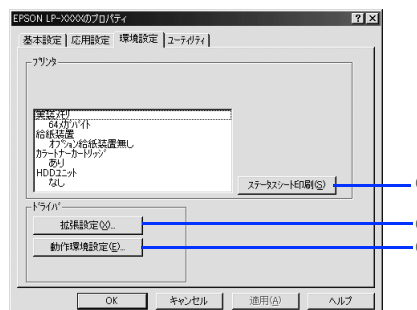 EPSON LP-XXXXのプロパティ
基本設定 応用設定 環境設定 ユーティリティ
プリンタ
実装メモリ
64メガバイト
給紙装置
オプション給紙装置無し
カラートナーカートリッジ
あり
HDDユニット
なし
ステータスシート印刷(S)
ドライバ
拡張設定(X)...
動作環境設定(E)...
OK キャンセル 適用(A) ヘルプ